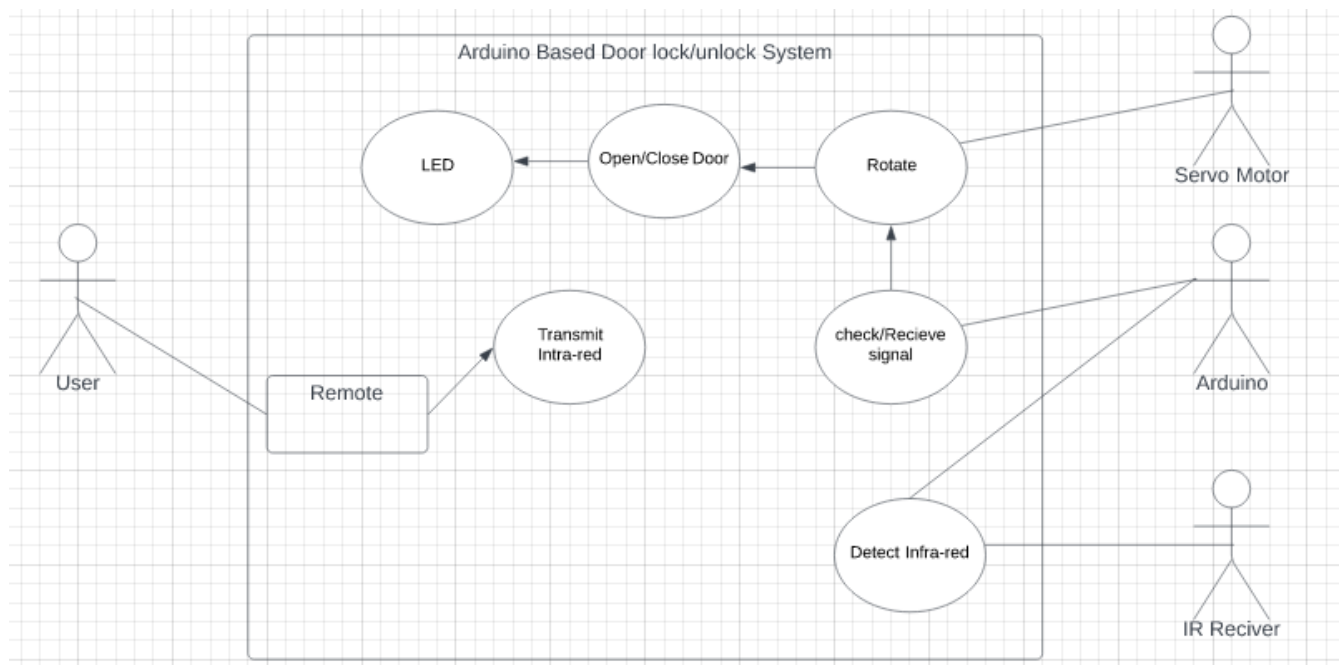 Arduino Based Door lock/unlock System
LED
Open/Close Door
Rotate
Servo Motor
User
Remote
Transmit
Intra-red
check/Recieve
signal
Arduino
Detect Infra-red
IR Reciver